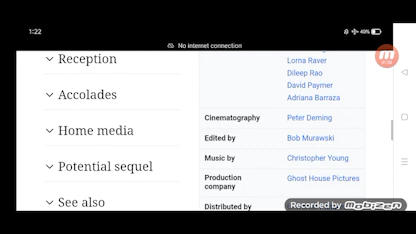 1:22
49%
No internet connection
Reception
Accolades
Home media
Potential sequel
See also
Lorna Raver
Dileep Rao
David Paymer
Adriana Barraza
Cinematography Peter Deming
Edited by Bob Murawski
Music by Christopher Young
Production company Ghost House Pictures
Distributed by
Recorded by Mobizen